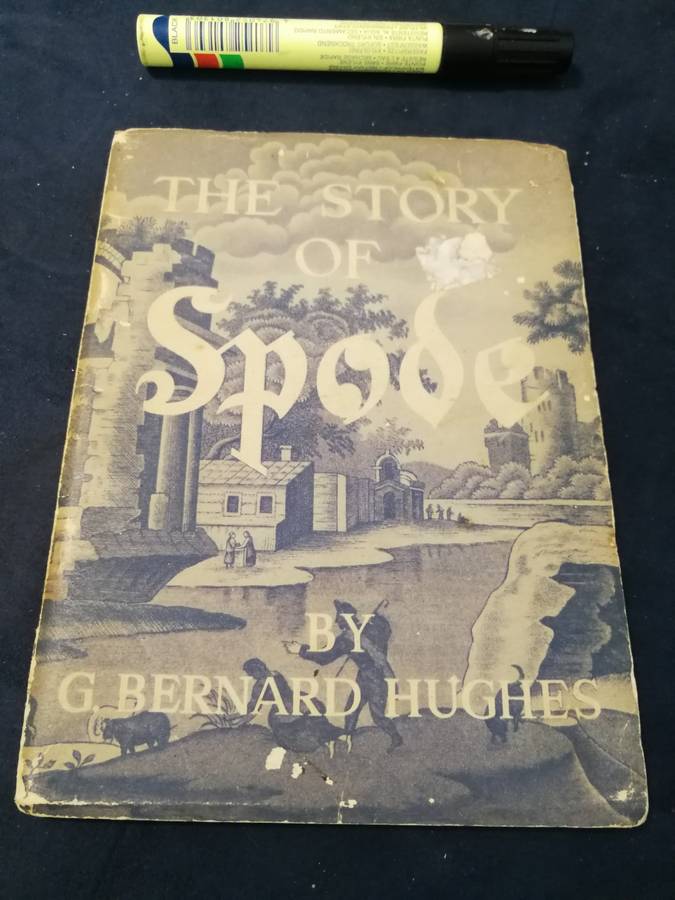 BLACK
THE STORY
OF
Spode
BY
G. BERNARD HUGHES